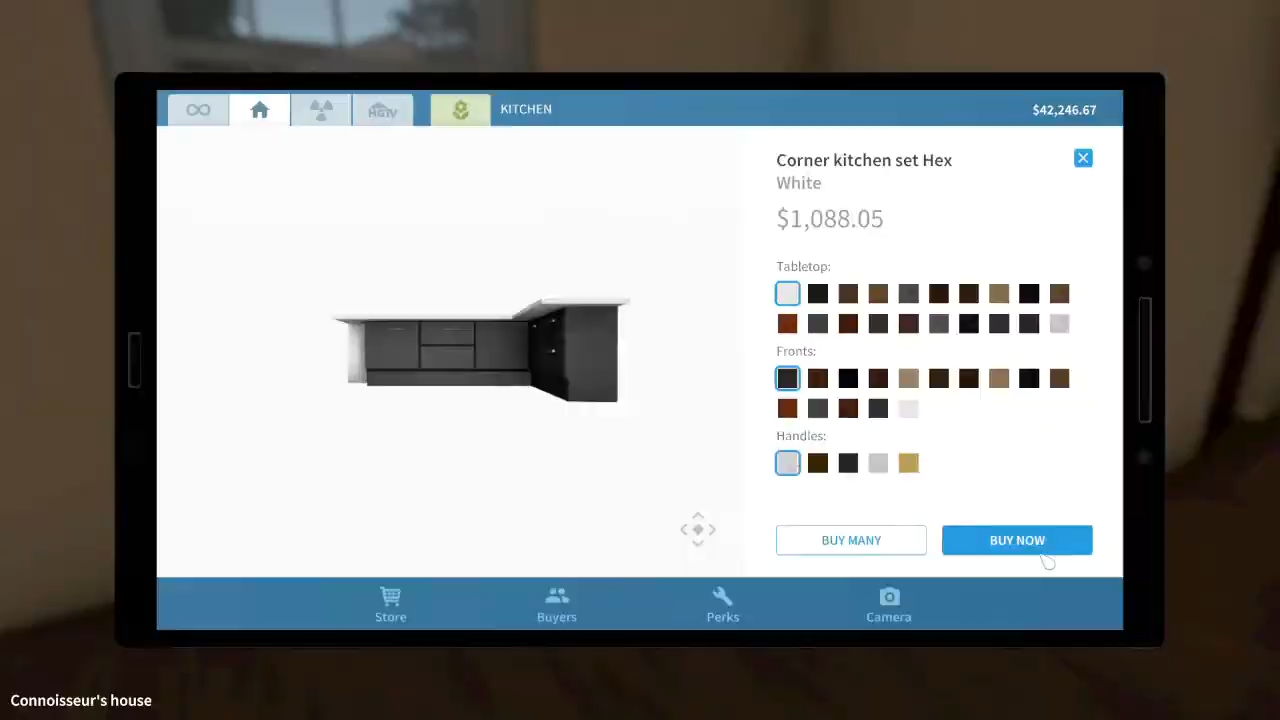 HGTV
KITCHEN
$42,246.67
Corner kitchen set Hex
White
$1,088.05
Tabletop:
Fronts:
Handles:
BUY MANY
BUY NOW
Store
Buyers
Perks
Camera
Connoisseur's house